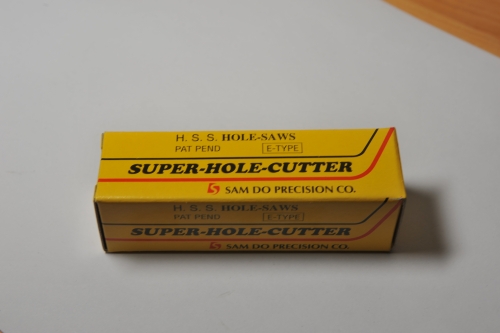 H. S. S. HOLE-SAWS
PAT PEND E-TYPE
SUPER-HOLE-CUTTER
SAM DO PRECISION CO.
H. S. S. HOLE-SAWS
PAT PEND E-TYPE
SUPER-HOLE-CUTTER
SAM DO PRECISION CO.